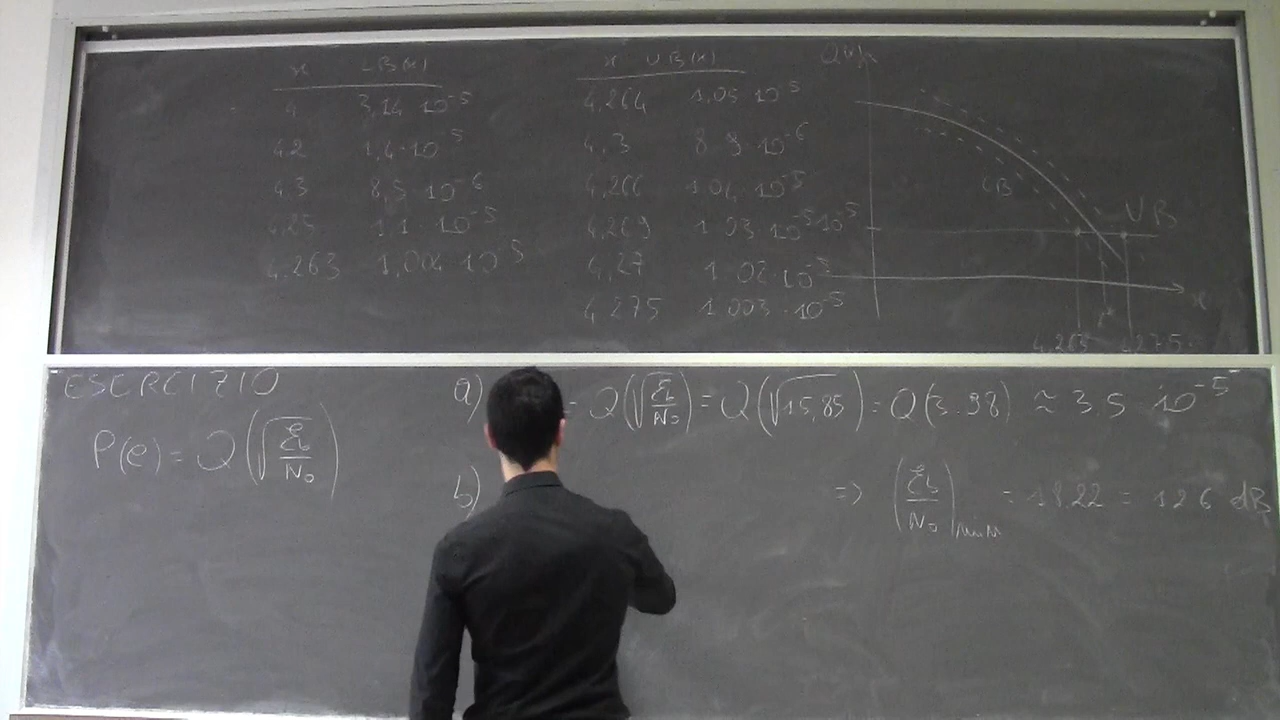 x LB(x)
4 3,14 · 10^-5
4.2 1,4 · 10^-5
4.3 8,5 · 10^-6
4.25 1.1 · 10^-5
4,263 1,004 · 10^-5
x UB(x)
4,264 1,05 · 10^-5
4,3 8.9 · 10^-6
4,266 1.04 · 10^-5
4,269 1.03 · 10^-5
4,27 1.02 · 10^-5
4.275 1.003 · 10^-5
LB
UB
10^-5
x
4,263 4,275
ESERCIZIO
P(e) = Q(√(Eb/N0))
a) = Q(√(Eb/N0)) = Q(√15,85) = Q(3.98) ≈ 3.5 · 10^-5
b) => (Eb/N0)min = 18.22 = 12.6 dB